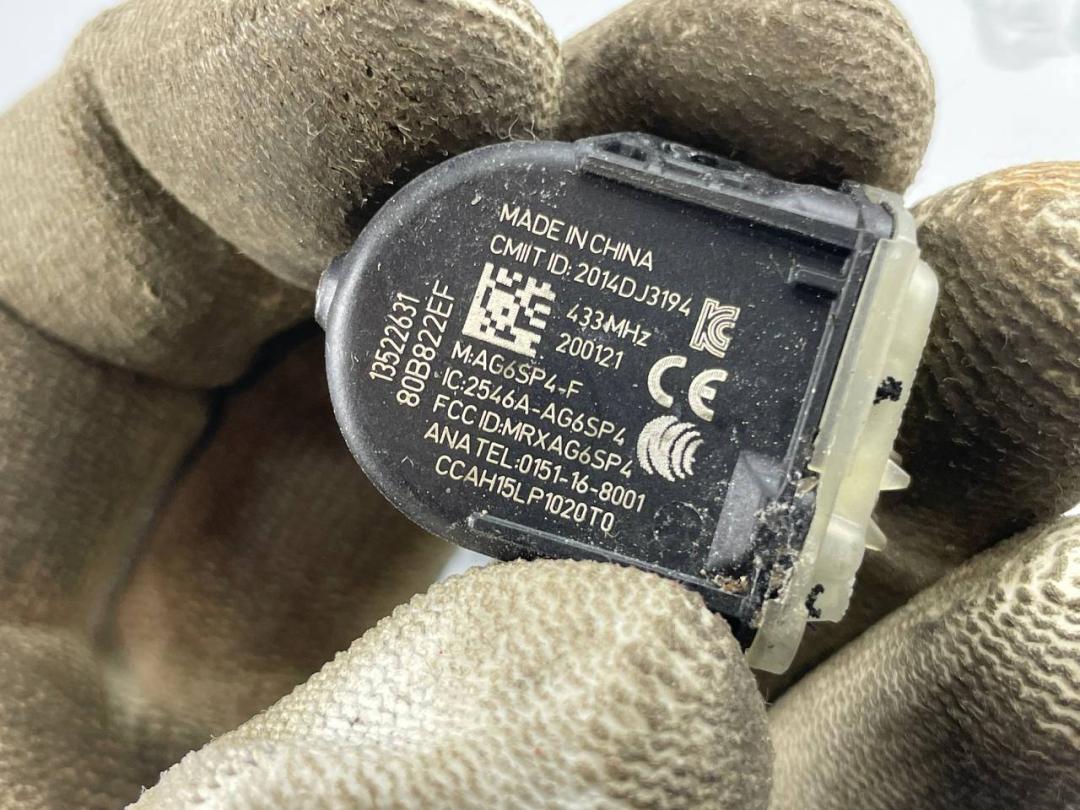 MADE IN CHINA
CMIIT ID: 2014DJ3194
433MHz
200121
M:AG6SP4-F
IC:2546A-AG6SP4
FCC ID:MRXAG6SP4
ANATEL:0151-16-8001
CCAH15LP1020T0
13522631
80B822EF
CE